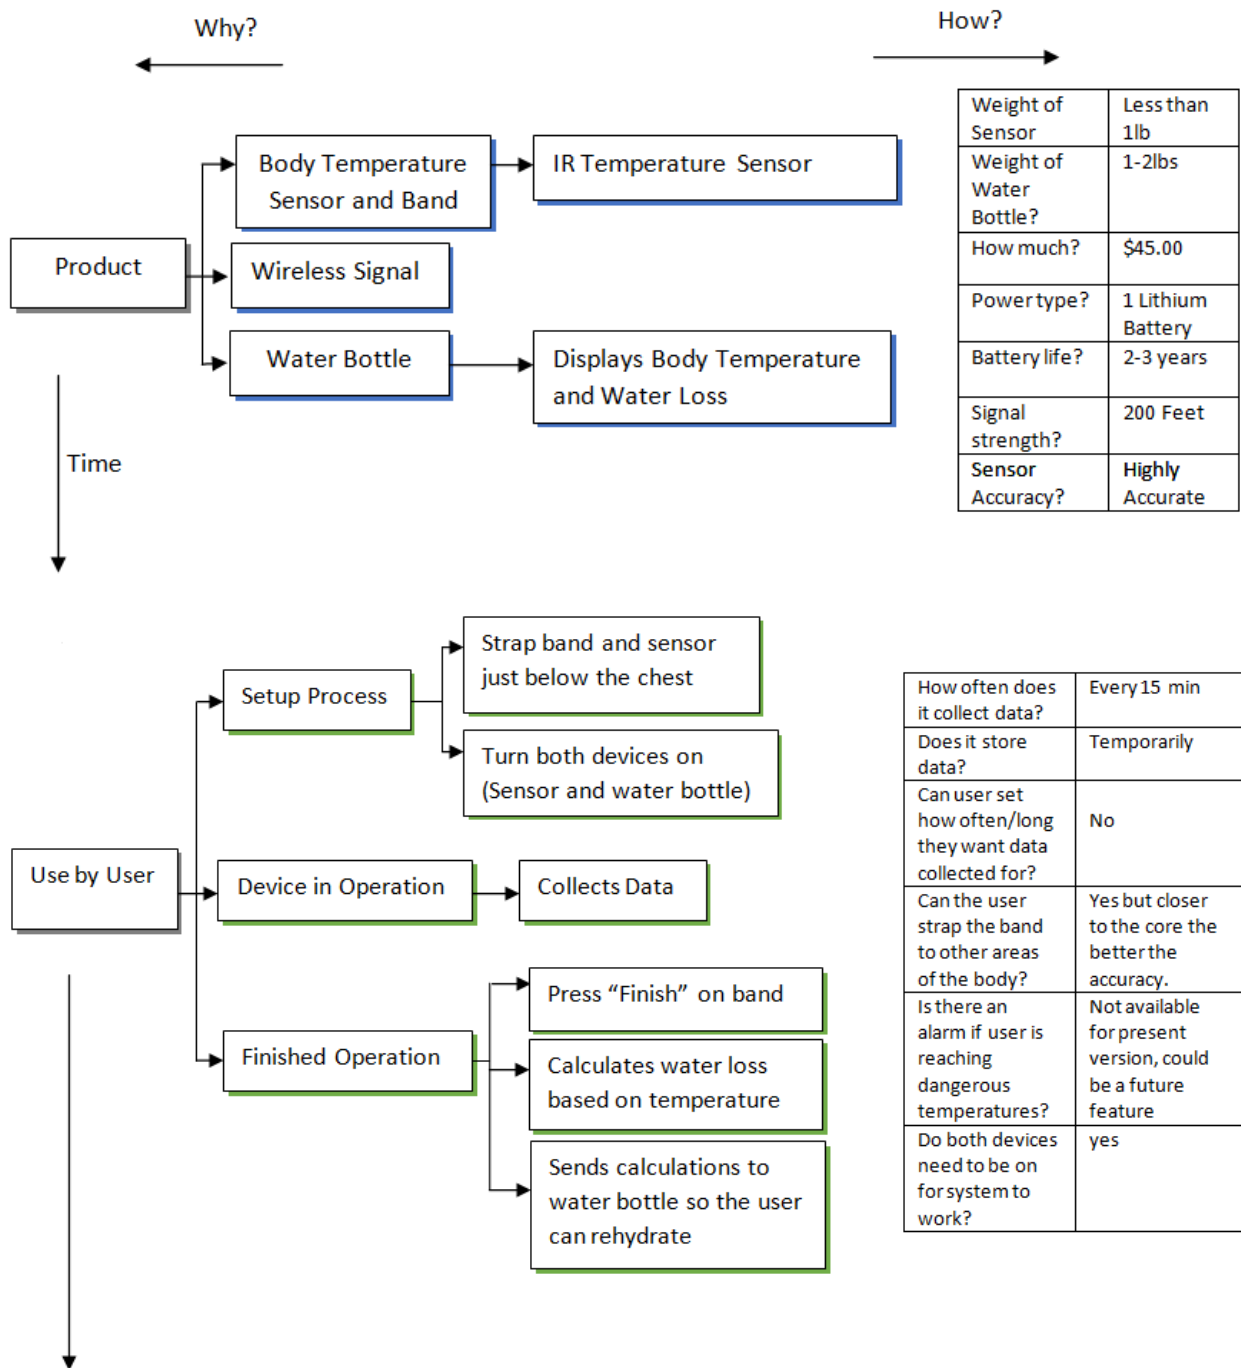 Why?
How?
Body Temperature
Sensor and Band
IR Temperature Sensor
Product
Wireless Signal
Water Bottle
Displays Body Temperature
and Water Loss
Weight of
Sensor
Less than
1lb
Weight of
Water
Bottle?
1-2lbs
How much?
$45.00
Power type?
1 Lithium
Battery
Battery life?
2-3 years
Signal
strength?
200 Feet
Sensor
Accuracy?
Highly
Accurate
Time
Strap band and sensor
just below the chest
Setup Process
Turn both devices on
(Sensor and water bottle)
Use by User
Device in Operation
Collects Data
Press “Finish” on band
Finished Operation
Calculates water loss
based on temperature
Sends calculations to
water bottle so the user
can rehydrate
How often does
it collect data?
Every 15 min
Does it store
data?
Temporarily
Can user set
how often/long
they want data
collected for?
No
Can the user
strap the band
to other areas
of the body?
Yes but closer
to the core the
better the
accuracy.
Is there an
alarm if user is
reaching
dangerous
temperatures?
Not available
for present
version, could
be a future
feature
Do both devices
need to be on
for system to
work?
yes